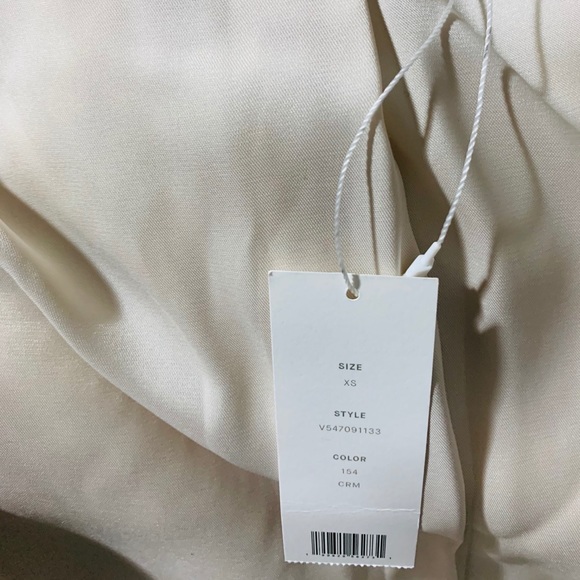 SIZE
XS
STYLE
V547091133
COLOR
154
CRM